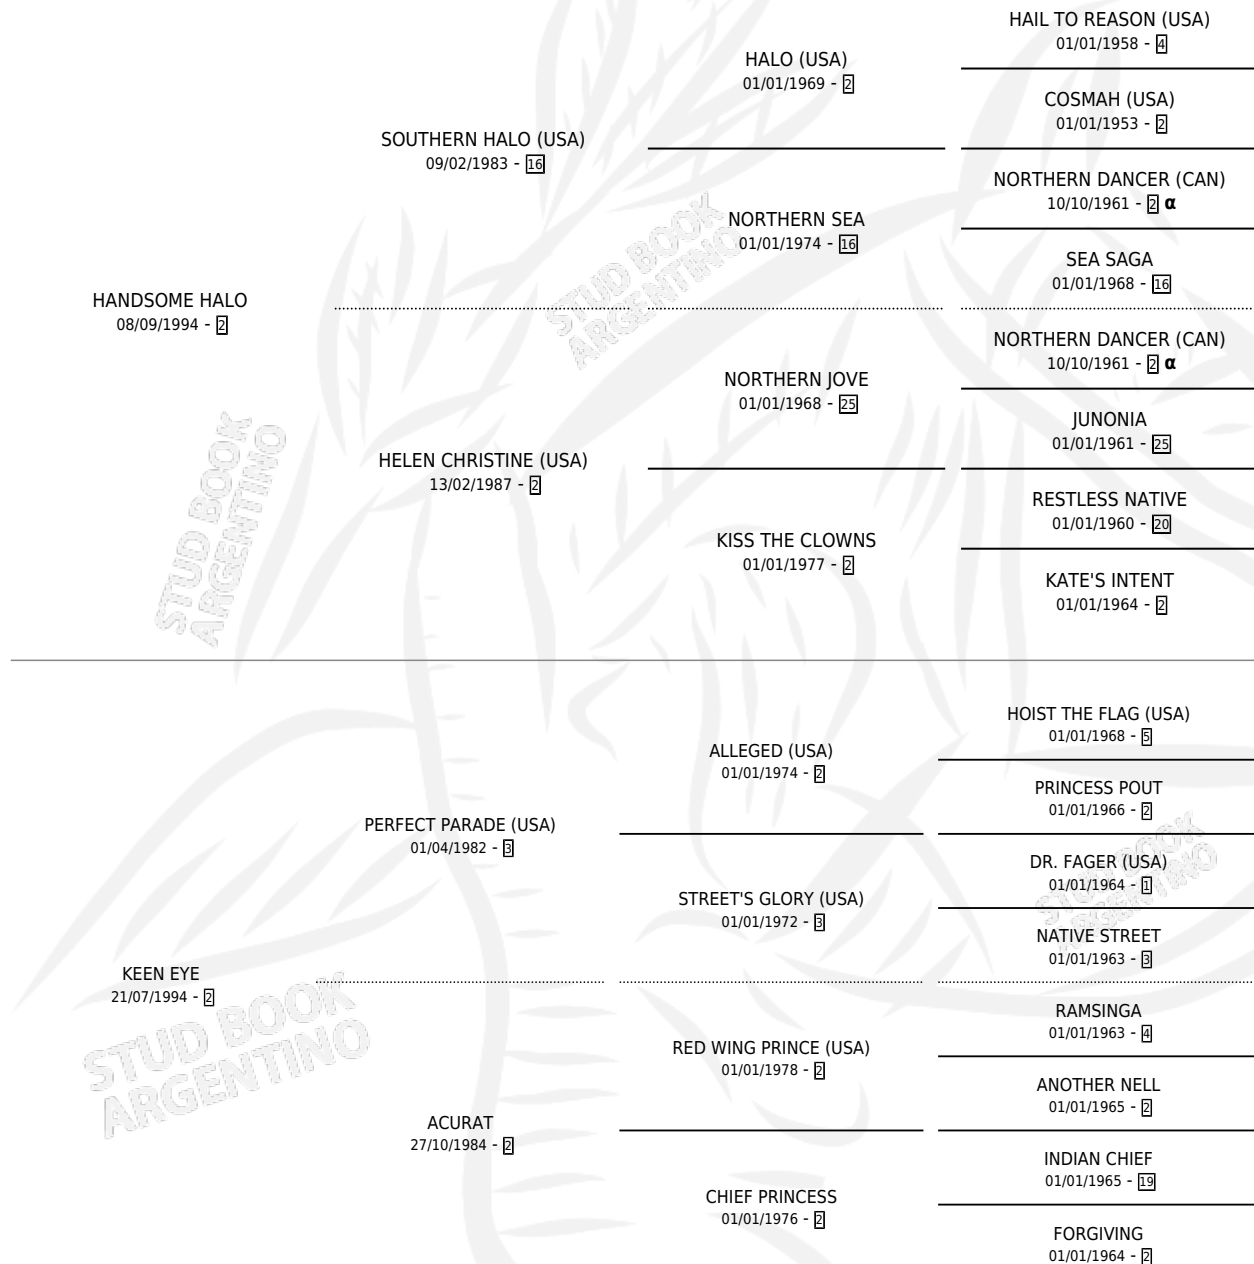 HAIL TO REASON (USA)
01/01/1958 - 4
HALO (USA)
01/01/1969 - 2
COSMAH (USA)
01/01/1953 - 2
SOUTHERN HALO (USA)
09/02/1983 - 16
NORTHERN DANCER (CAN)
10/10/1961 - 2 α
NORTHERN SEA
01/01/1974 - 16
SEA SAGA
01/01/1968 - 16
HANDSOME HALO
08/09/1994 - 2
STUD BOOK
ARGENTINO
NORTHERN DANCER (CAN)
10/10/1961 - 2 α
NORTHERN JOVE
01/01/1968 - 25
JUNONIA
01/01/1961 - 25
HELEN CHRISTINE (USA)
13/02/1987 - 2
RESTLESS NATIVE
01/01/1960 - 20
KISS THE CLOWNS
01/01/1977 - 2
KATE'S INTENT
01/01/1964 - 2
STUD BOOK
ARGENTINO
HOIST THE FLAG (USA)
01/01/1968 - 5
ALLEGED (USA)
01/01/1974 - 2
PRINCESS POUT
01/01/1966 - 2
PERFECT PARADE (USA)
01/04/1982 - 3
DR. FAGER (USA)
01/01/1964 - 1
STREET'S GLORY (USA)
01/01/1972 - 3
NATIVE STREET
01/01/1963 - 3
STUD BOOK
ARGENTINO
KEEN EYE
21/07/1994 - 2
RAMSINGA
01/01/1963 - 4
RED WING PRINCE (USA)
01/01/1978 - 2
ANOTHER NELL
01/01/1965 - 2
STUD BOOK
ARGENTINO
ACURAT
27/10/1984 - 2
INDIAN CHIEF
01/01/1965 - 19
CHIEF PRINCESS
01/01/1976 - 2
FORGIVING
01/01/1964 - 2